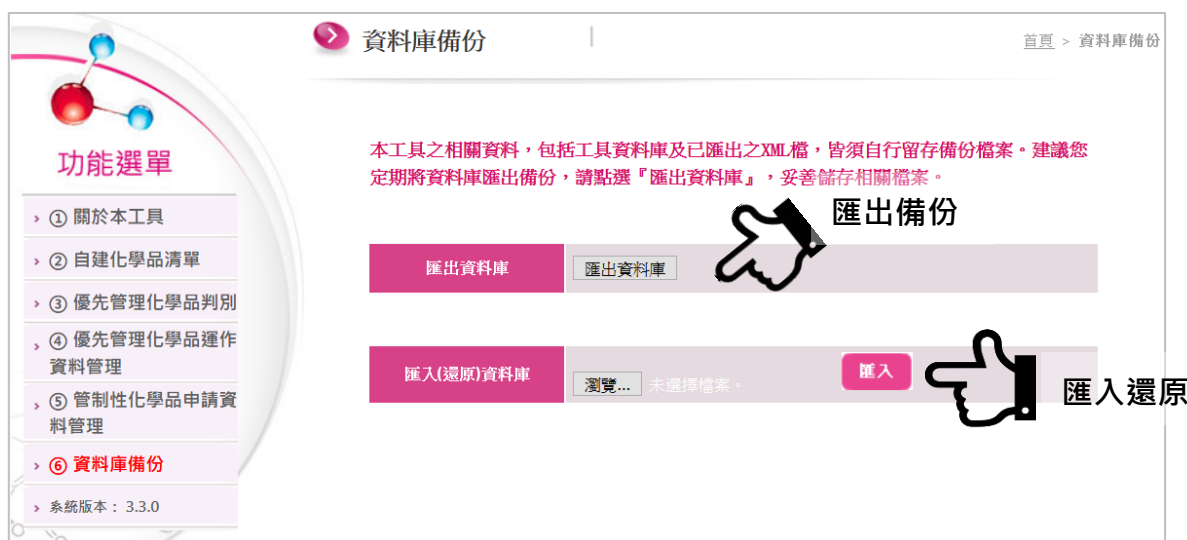 資料庫備份
首頁 > 資料庫備份
功能選單
① 關於本工具
② 自建化學品清單
③ 優先管理化學品判別
④ 優先管理化學品運作
資料管理
⑤ 管制性化學品申請資
料管理
⑥ 資料庫備份
系統版本： 3.3.0
本工具之相關資料，包括工具資料庫及已匯出之XML檔，皆須自行留存備份檔案。建議您
定期將資料庫匯出備份，請點選『匯出資料庫』，妥善儲存相關檔案。
匯出備份
匯出資料庫 匯出資料庫
匯入(還原)資料庫 瀏覽... 未選擇檔案。 匯入
匯入還原